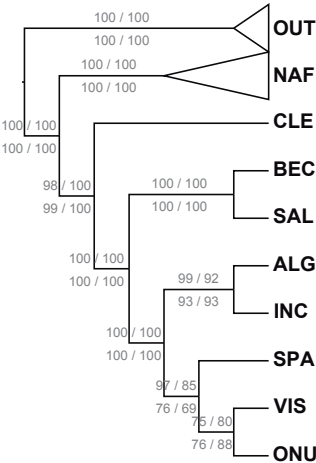 100 / 100
OUT
100 / 100
100 / 100
NAF
100 / 100
CLE
100 / 100
100 / 100
BEC
98 / 100
100 / 100
99 / 100
100 / 100
SAL
100 / 100
100 / 100
ALG
99 / 92
93 / 93
INC
100 / 100
100 / 100
SPA
97 / 85
76 / 69
VIS
75 / 80
76 / 88
ONU